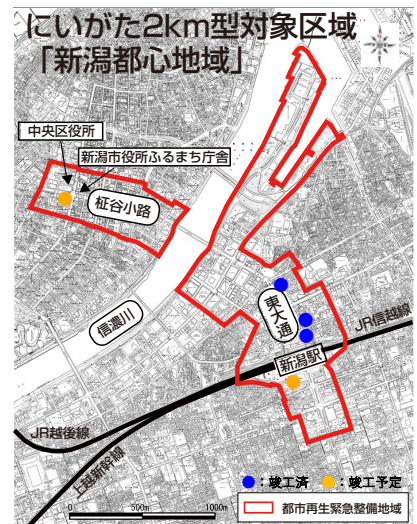 にいがた2km型対象区域
「新潟都心地域」
中央区役所
新潟市役所ふるまち庁舎
柾谷小路
信濃川
東大通
JR信越線
新潟駅
JR越後線
上越新幹線
0 500m 1000m
：竣工済 ：竣工予定
都市再生緊急整備地域